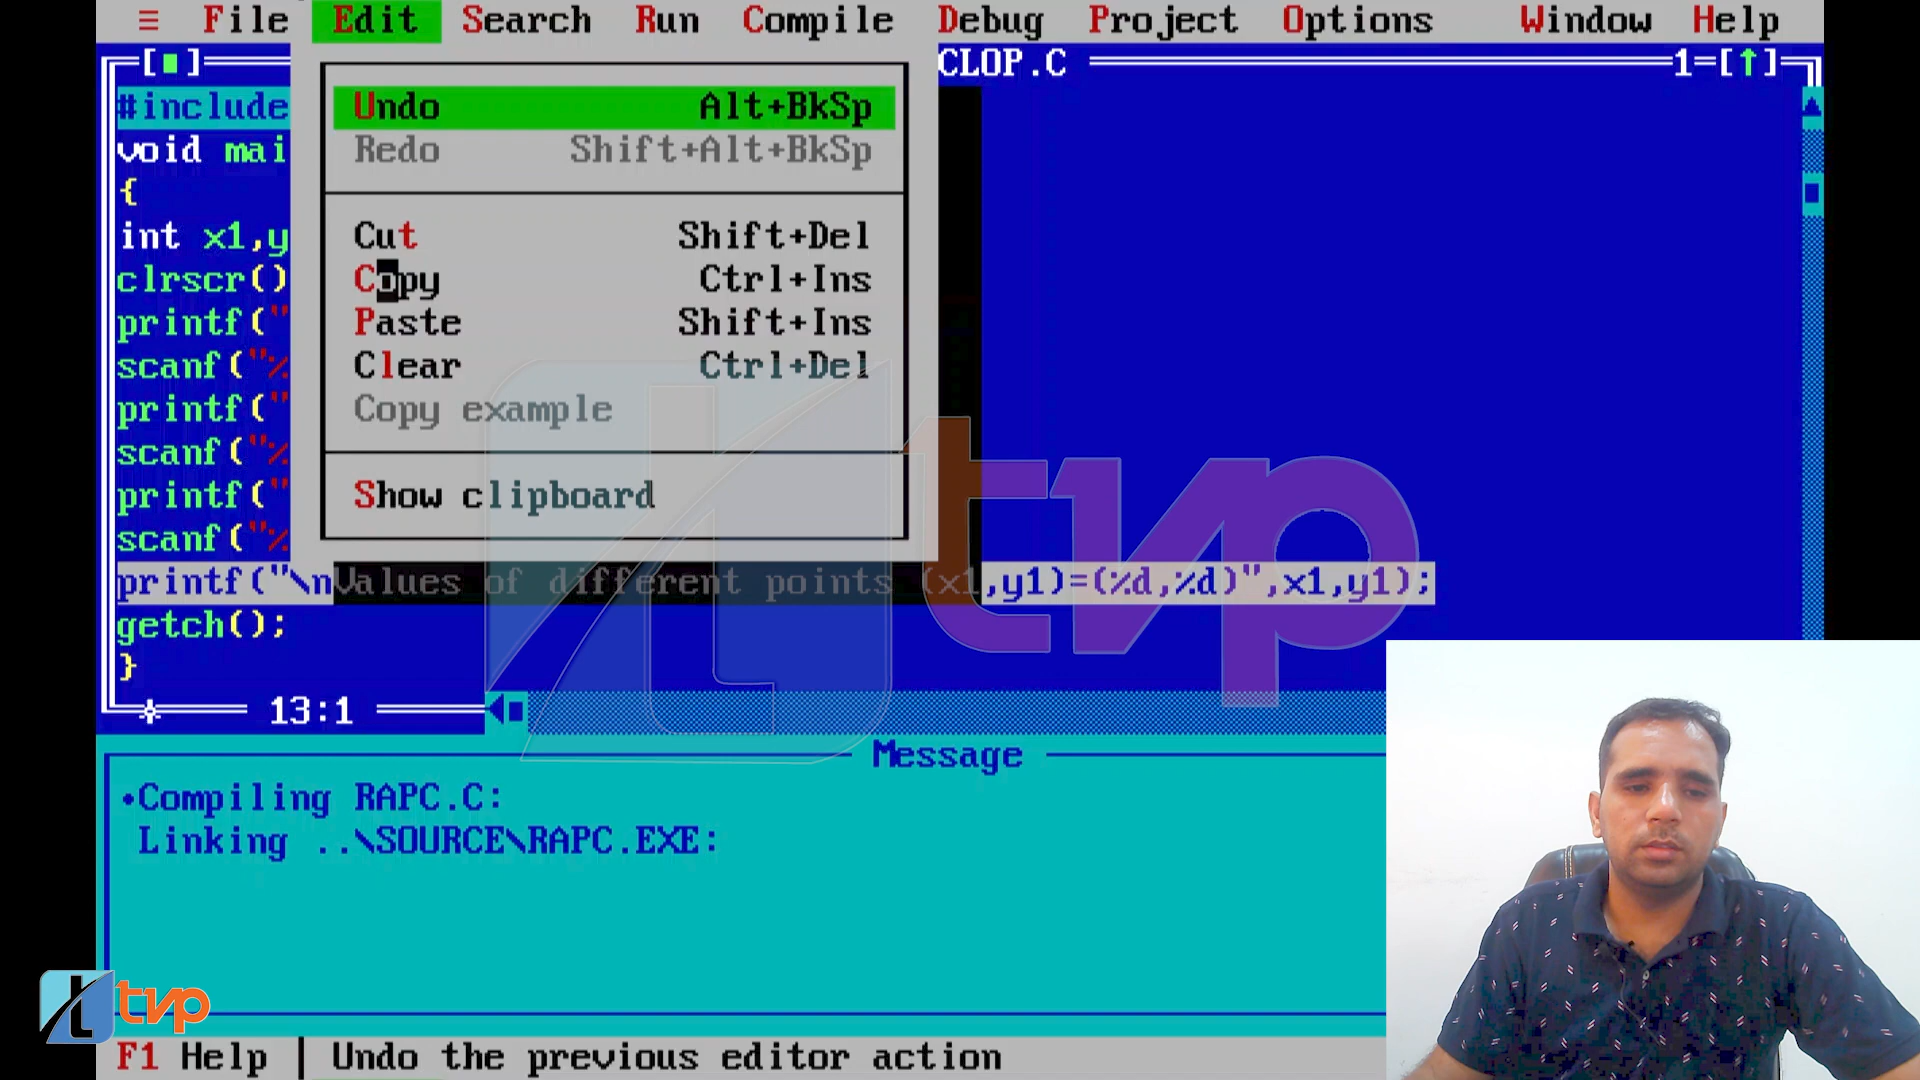 ≡ File Edit Search Run Compile Debug Project Options Window Help
[■] CLOP.C 1=[↑]
#include
void mai
{
int x1,y
clrscr()
printf("
scanf("%
printf("
scanf("%
printf("
scanf("%
printf("\nValues of different points (x1,y1)=(%d,%d)",x1,y1);
getch();
}
13:1
Undo Alt+BkSp
Redo Shift+Alt+BkSp
Cut Shift+Del
Copy Ctrl+Ins
Paste Shift+Ins
Clear Ctrl+Del
Copy example
Show clipboard
tvp
Message
•Compiling RAPC.C:
Linking ..\SOURCE\RAPC.EXE:
tvp
F1 Help | Undo the previous editor action